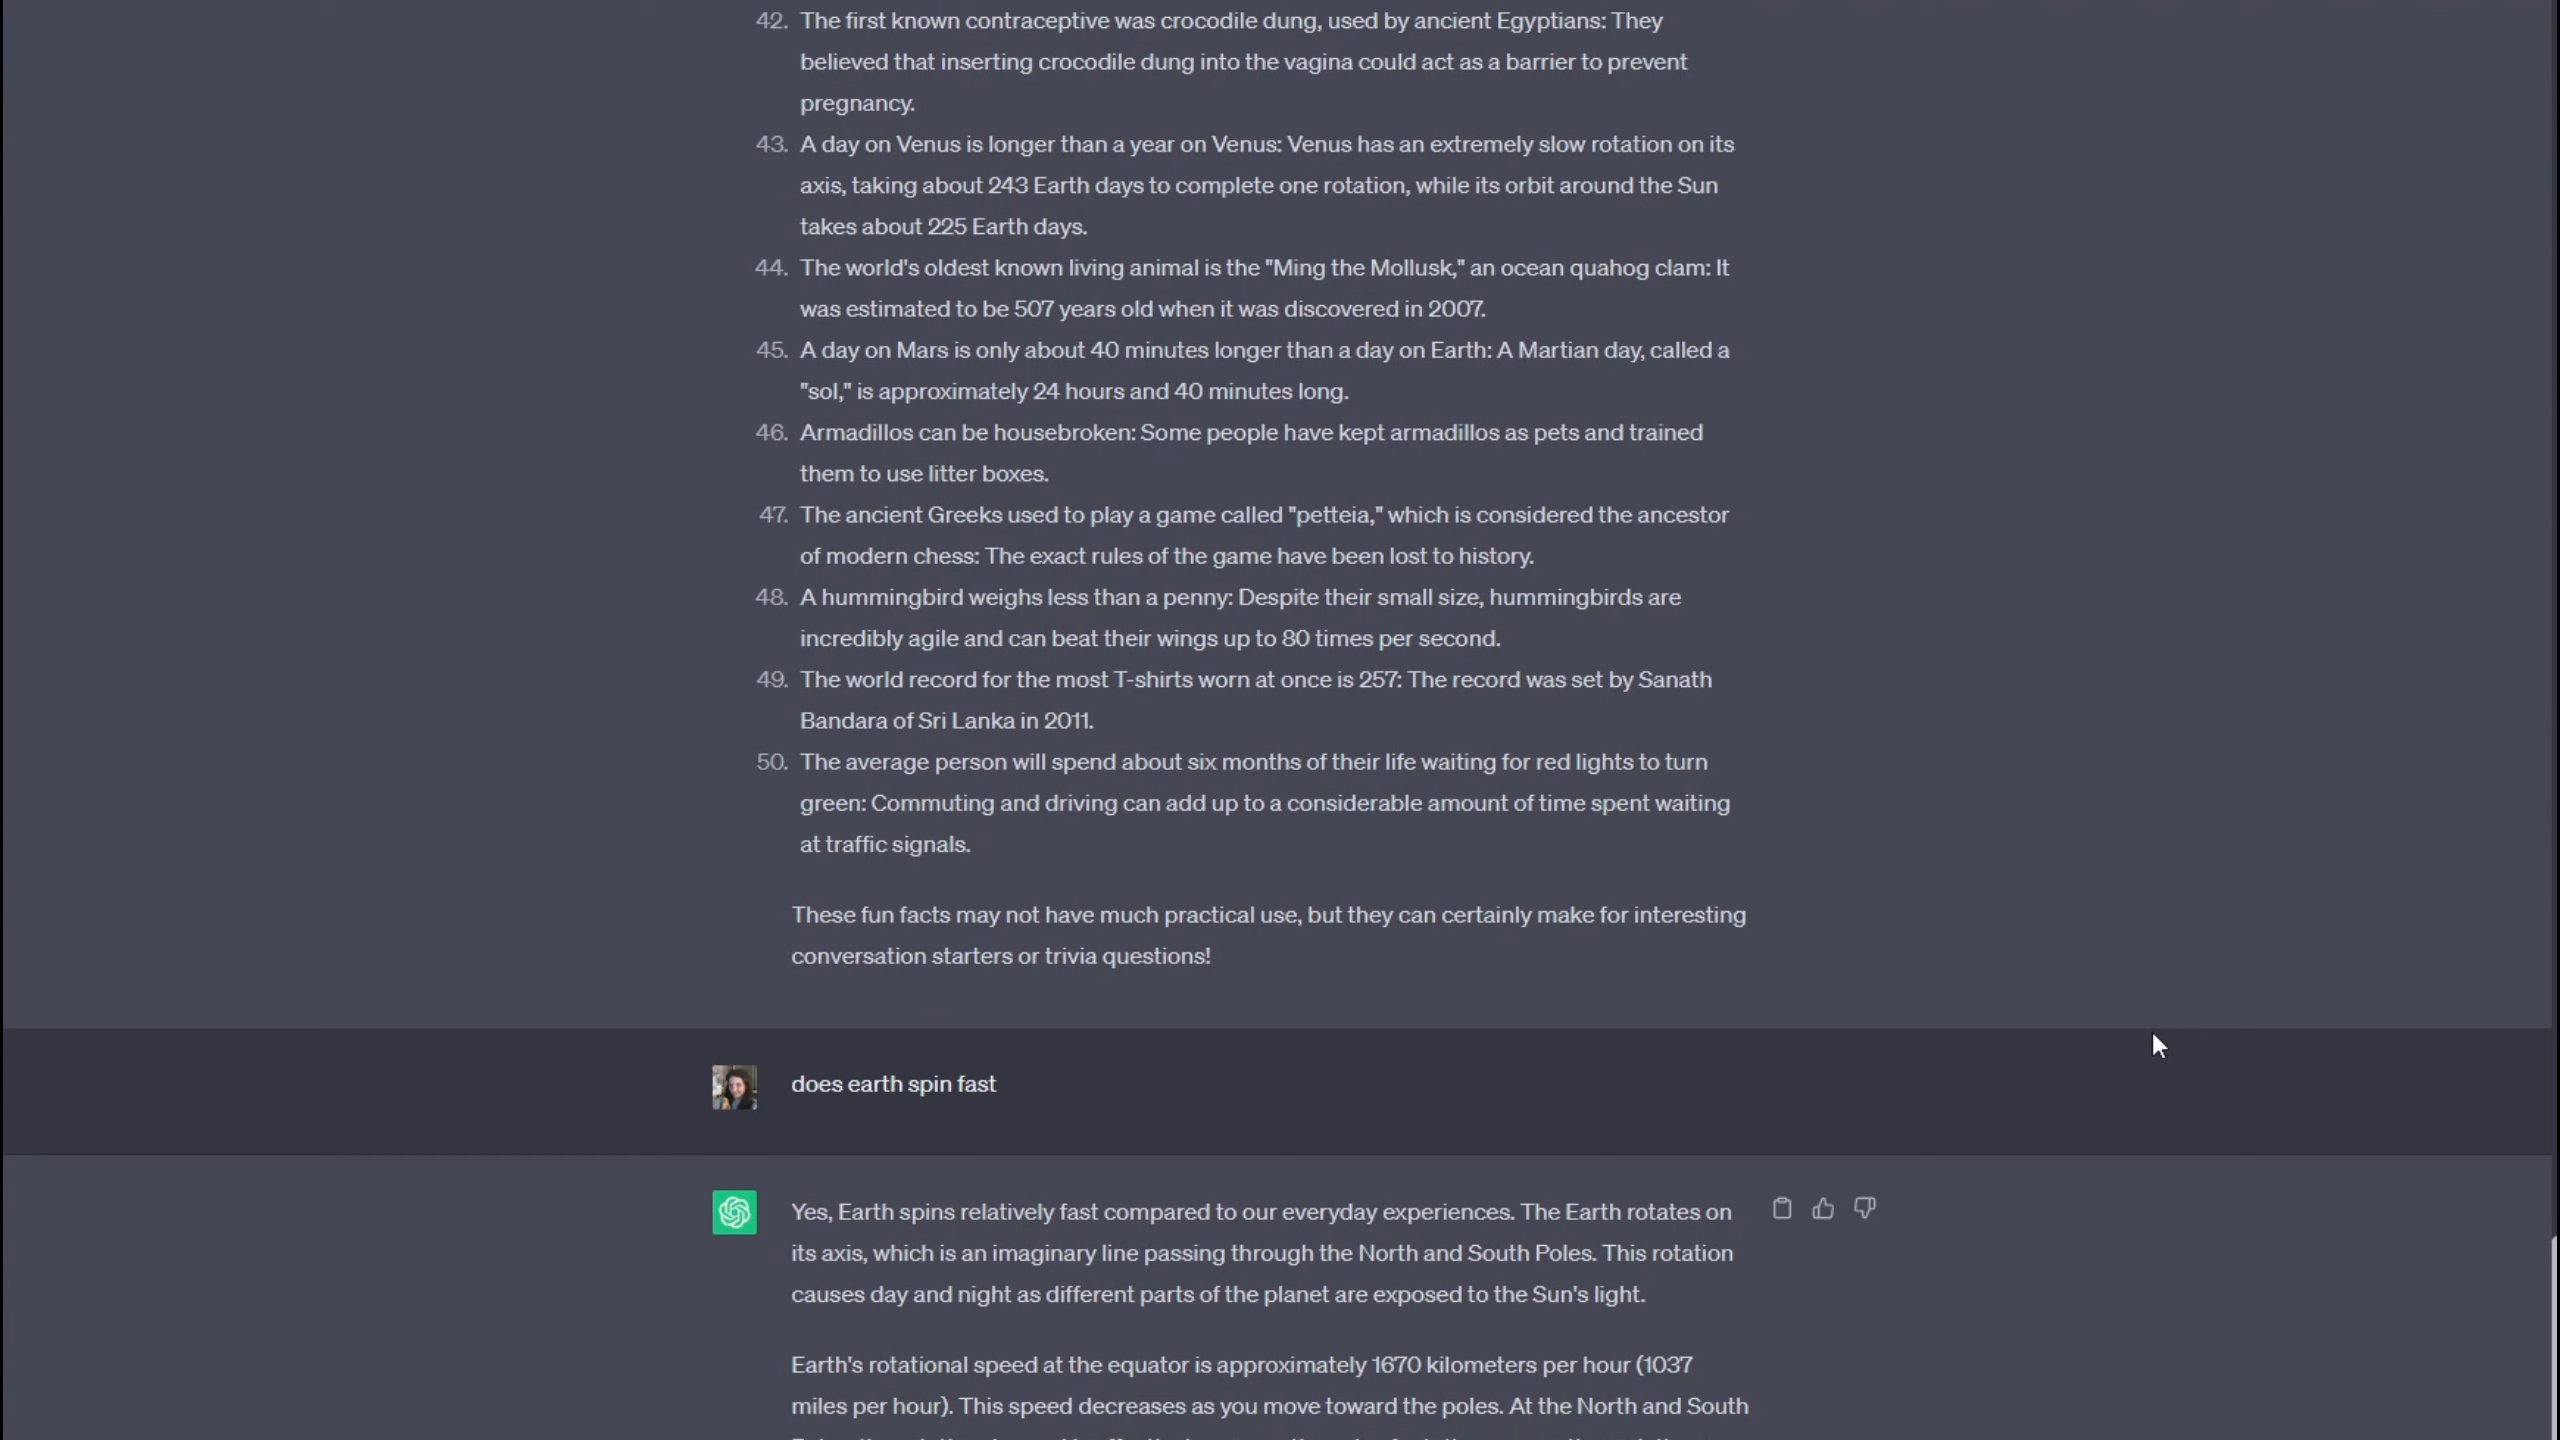 42. The first known contraceptive was crocodile dung, used by ancient Egyptians: They
believed that inserting crocodile dung into the vagina could act as a barrier to prevent
pregnancy.
43. A day on Venus is longer than a year on Venus: Venus has an extremely slow rotation on its
axis, taking about 243 Earth days to complete one rotation, while its orbit around the Sun
takes about 225 Earth days.
44. The world's oldest known living animal is the "Ming the Mollusk," an ocean quahog clam: It
was estimated to be 507 years old when it was discovered in 2007.
45. A day on Mars is only about 40 minutes longer than a day on Earth: A Martian day, called a
"sol," is approximately 24 hours and 40 minutes long.
46. Armadillos can be housebroken: Some people have kept armadillos as pets and trained
them to use litter boxes.
47. The ancient Greeks used to play a game called "petteia," which is considered the ancestor
of modern chess: The exact rules of the game have been lost to history.
48. A hummingbird weighs less than a penny: Despite their small size, hummingbirds are
incredibly agile and can beat their wings up to 80 times per second.
49. The world record for the most T-shirts worn at once is 257: The record was set by Sanath
Bandara of Sri Lanka in 2011.
50. The average person will spend about six months of their life waiting for red lights to turn
green: Commuting and driving can add up to a considerable amount of time spent waiting
at traffic signals.
These fun facts may not have much practical use, but they can certainly make for interesting
conversation starters or trivia questions!
does earth spin fast
Yes, Earth spins relatively fast compared to our everyday experiences. The Earth rotates on
its axis, which is an imaginary line passing through the North and South Poles. This rotation
causes day and night as different parts of the planet are exposed to the Sun's light.
Earth's rotational speed at the equator is approximately 1670 kilometers per hour (1037
miles per hour). This speed decreases as you move toward the poles. At the North and South